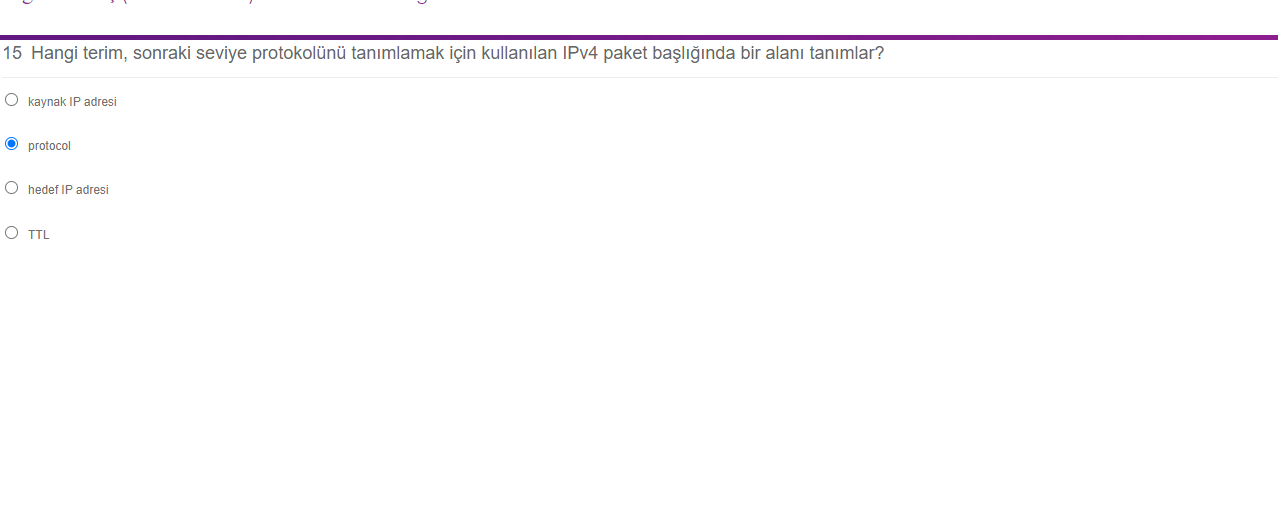 15 Hangi terim, sonraki seviye protokolünü tanımlamak için kullanılan IPv4 paket başlığında bir alanı tanımlar?
kaynak IP adresi
protocol
hedef IP adresi
TTL